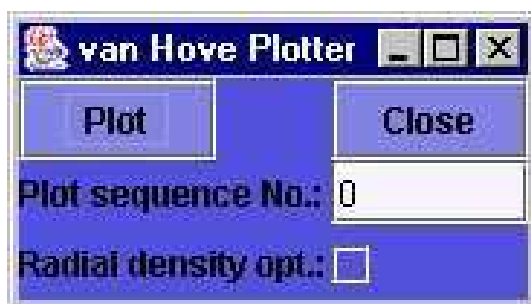 van Hove Plotter
Plot Close
Plot sequence No.: 0
Radial density opt.: